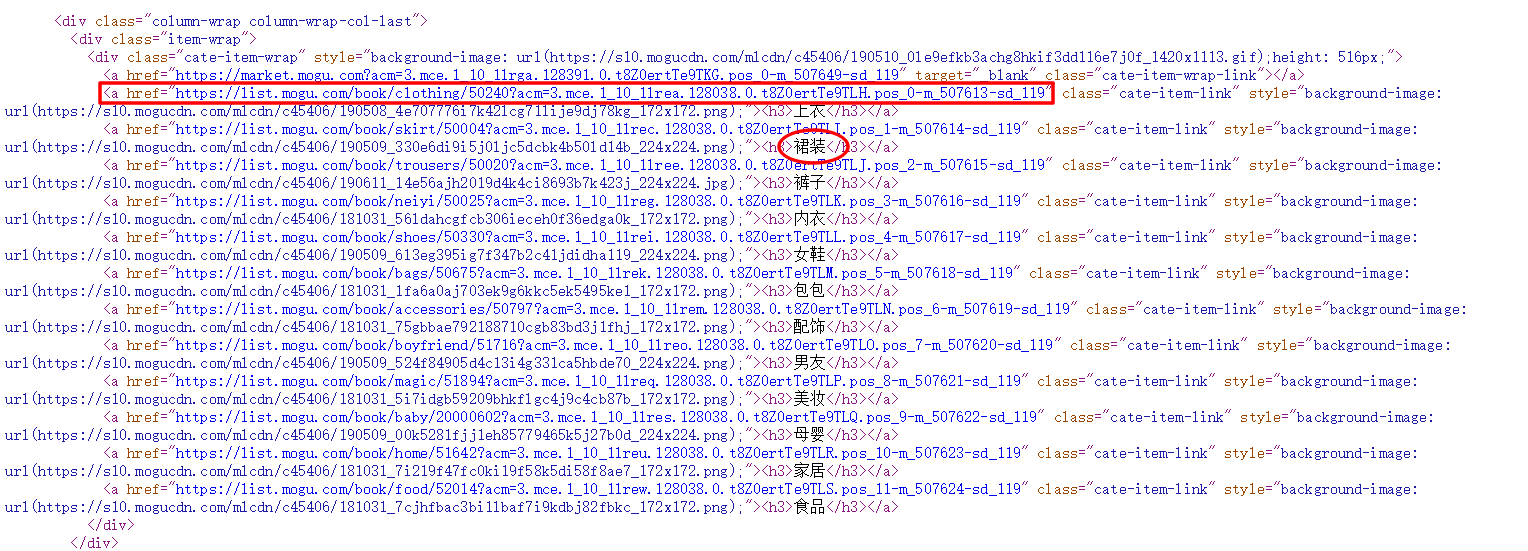 <div class="column-wrap column-wrap-col-last">
<div class="item-wrap">
<div class="cate-item-wrap" style="background-image: url(https://s10.mogucdn.com/mlcdn/c45406/190510_01e9efkb3achg8hkif3dd116e7j0f_1420x1113.gif);height: 516px;">
<a href="https://market.mogu.com?acm=3.mce.1_10_1lrga.128391.0.t8Z0ertTe9TKG.pos_0-m_507649-sd_119" target="_blank" class="cate-item-wrap-link"></a>
<a href="https://list.mogu.com/book/clothing/50240?acm=3.mce.1_10_1lrea.128038.0.t8Z0ertTe9TLH.pos_0-m_507613-sd_119" class="cate-item-link" style="background-image:
url(https://s10.mogucdn.com/mlcdn/c45406/190508_4e707776i7k421cg711ije9dj78kg_172x172.png);"><h3>上衣</h3></a>
<a href="https://list.mogu.com/book/skirt/50004?acm=3.mce.1_10_1lrec.128038.0.t8Z0ertTe9TLI.pos_1-m_507614-sd_119" class="cate-item-link" style="background-image:
url(https://s10.mogucdn.com/mlcdn/c45406/190509_330e6di9i5j01jc5dcbk4b501d14b_224x224.png);"><h3>裙装</h3></a>
<a href="https://list.mogu.com/book/trousers/50020?acm=3.mce.1_10_1lree.128038.0.t8Z0ertTe9TLJ.pos_2-m_507615-sd_119" class="cate-item-link" style="background-image:
url(https://s10.mogucdn.com/mlcdn/c45406/190611_14e56ajh2019d4k4ci8693b7k423j_224x224.jpg);"><h3>裤子</h3></a>
<a href="https://list.mogu.com/book/neiyi/50025?acm=3.mce.1_10_1lreg.128038.0.t8Z0ertTe9TLK.pos_3-m_507616-sd_119" class="cate-item-link" style="background-image:
url(https://s10.mogucdn.com/mlcdn/c45406/181031_561dahcgfcb306ieceh0f36edga0k_172x172.png);"><h3>内衣</h3></a>
<a href="https://list.mogu.com/book/shoes/50330?acm=3.mce.1_10_1lrei.128038.0.t8Z0ertTe9TLL.pos_4-m_507617-sd_119" class="cate-item-link" style="background-image:
url(https://s10.mogucdn.com/mlcdn/c45406/190509_613eg395ig7f347b2c41jdidhal19_224x224.png);"><h3>女鞋</h3></a>
<a href="https://list.mogu.com/book/bags/50675?acm=3.mce.1_10_1lrek.128038.0.t8Z0ertTe9TLM.pos_5-m_507618-sd_119" class="cate-item-link" style="background-image:
url(https://s10.mogucdn.com/mlcdn/c45406/181031_1fa6a0aj703ek9g6kkc5ek5495ke1_172x172.png);"><h3>包包</h3></a>
<a href="https://list.mogu.com/book/accessories/50797?acm=3.mce.1_10_1lrem.128038.0.t8Z0ertTe9TLN.pos_6-m_507619-sd_119" class="cate-item-link" style="background-image:
url(https://s10.mogucdn.com/mlcdn/c45406/181031_75gbbae792188710cgb83bd3j1fhj_172x172.png);"><h3>配饰</h3></a>
<a href="https://list.mogu.com/book/boyfriend/51716?acm=3.mce.1_10_1lreo.128038.0.t8Z0ertTe9TLO.pos_7-m_507620-sd_119" class="cate-item-link" style="background-image:
url(https://s10.mogucdn.com/mlcdn/c45406/190509_524f84905d4c13i4g331ca5hbde70_224x224.png);"><h3>男友</h3></a>
<a href="https://list.mogu.com/book/magic/51894?acm=3.mce.1_10_1lreq.128038.0.t8Z0ertTe9TLP.pos_8-m_507621-sd_119" class="cate-item-link" style="background-image:
url(https://s10.mogucdn.com/mlcdn/c45406/181031_5i7idgb59209bhkf1gc4j9c4cb87b_172x172.png);"><h3>美妆</h3></a>
<a href="https://list.mogu.com/book/baby/20000602?acm=3.mce.1_10_1lres.128038.0.t8Z0ertTe9TLQ.pos_9-m_507622-sd_119" class="cate-item-link" style="background-image:
url(https://s10.mogucdn.com/mlcdn/c45406/190509_00k5281fjj1eh85779465k5j27b0d_224x224.png);"><h3>母婴</h3></a>
<a href="https://list.mogu.com/book/home/51642?acm=3.mce.1_10_1lreu.128038.0.t8Z0ertTe9TLR.pos_10-m_507623-sd_119" class="cate-item-link" style="background-image:
url(https://s10.mogucdn.com/mlcdn/c45406/181031_7i219f47fc0ki19f58k5di58f8ae7_172x172.png);"><h3>家居</h3></a>
<a href="https://list.mogu.com/book/food/52014?acm=3.mce.1_10_1lrew.128038.0.t8Z0ertTe9TLS.pos_11-m_507624-sd_119" class="cate-item-link" style="background-image:
url(https://s10.mogucdn.com/mlcdn/c45406/181031_7cjhfbac3bi11baf7i9kdbj82fbkc_172x172.png);"><h3>食品</h3></a>
</div>
</div>